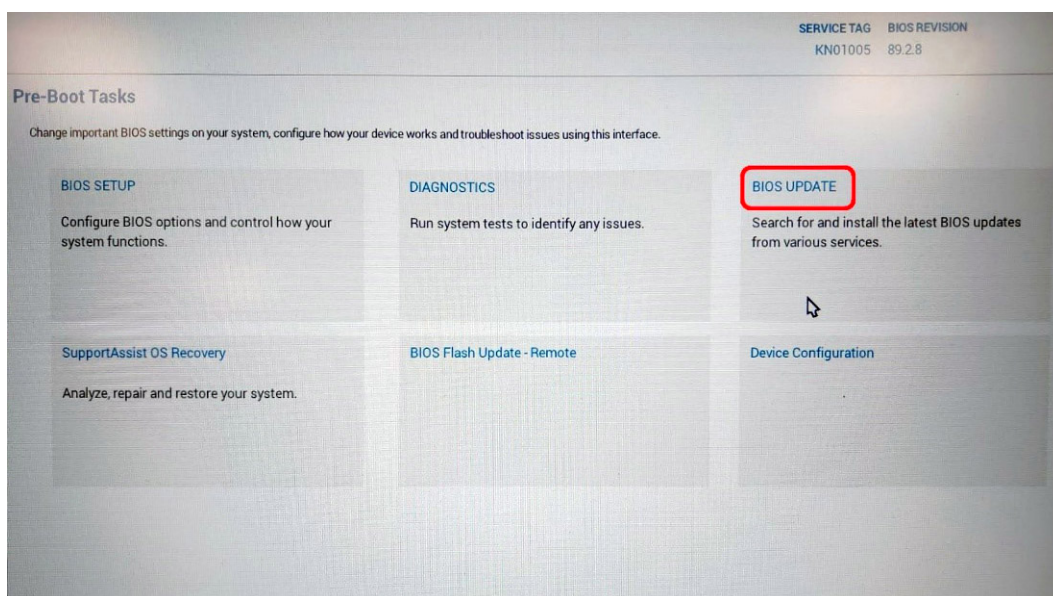 SERVICE TAG BIOS REVISION
KN01005 89.2.8
Pre-Boot Tasks
Change important BIOS settings on your system, configure how your device works and troubleshoot issues using this interface.
BIOS SETUP
Configure BIOS options and control how your
system functions.
DIAGNOSTICS
Run system tests to identify any issues.
BIOS UPDATE
Search for and install the latest BIOS updates
from various services.
SupportAssist OS Recovery
Analyze, repair and restore your system.
BIOS Flash Update - Remote
Device Configuration